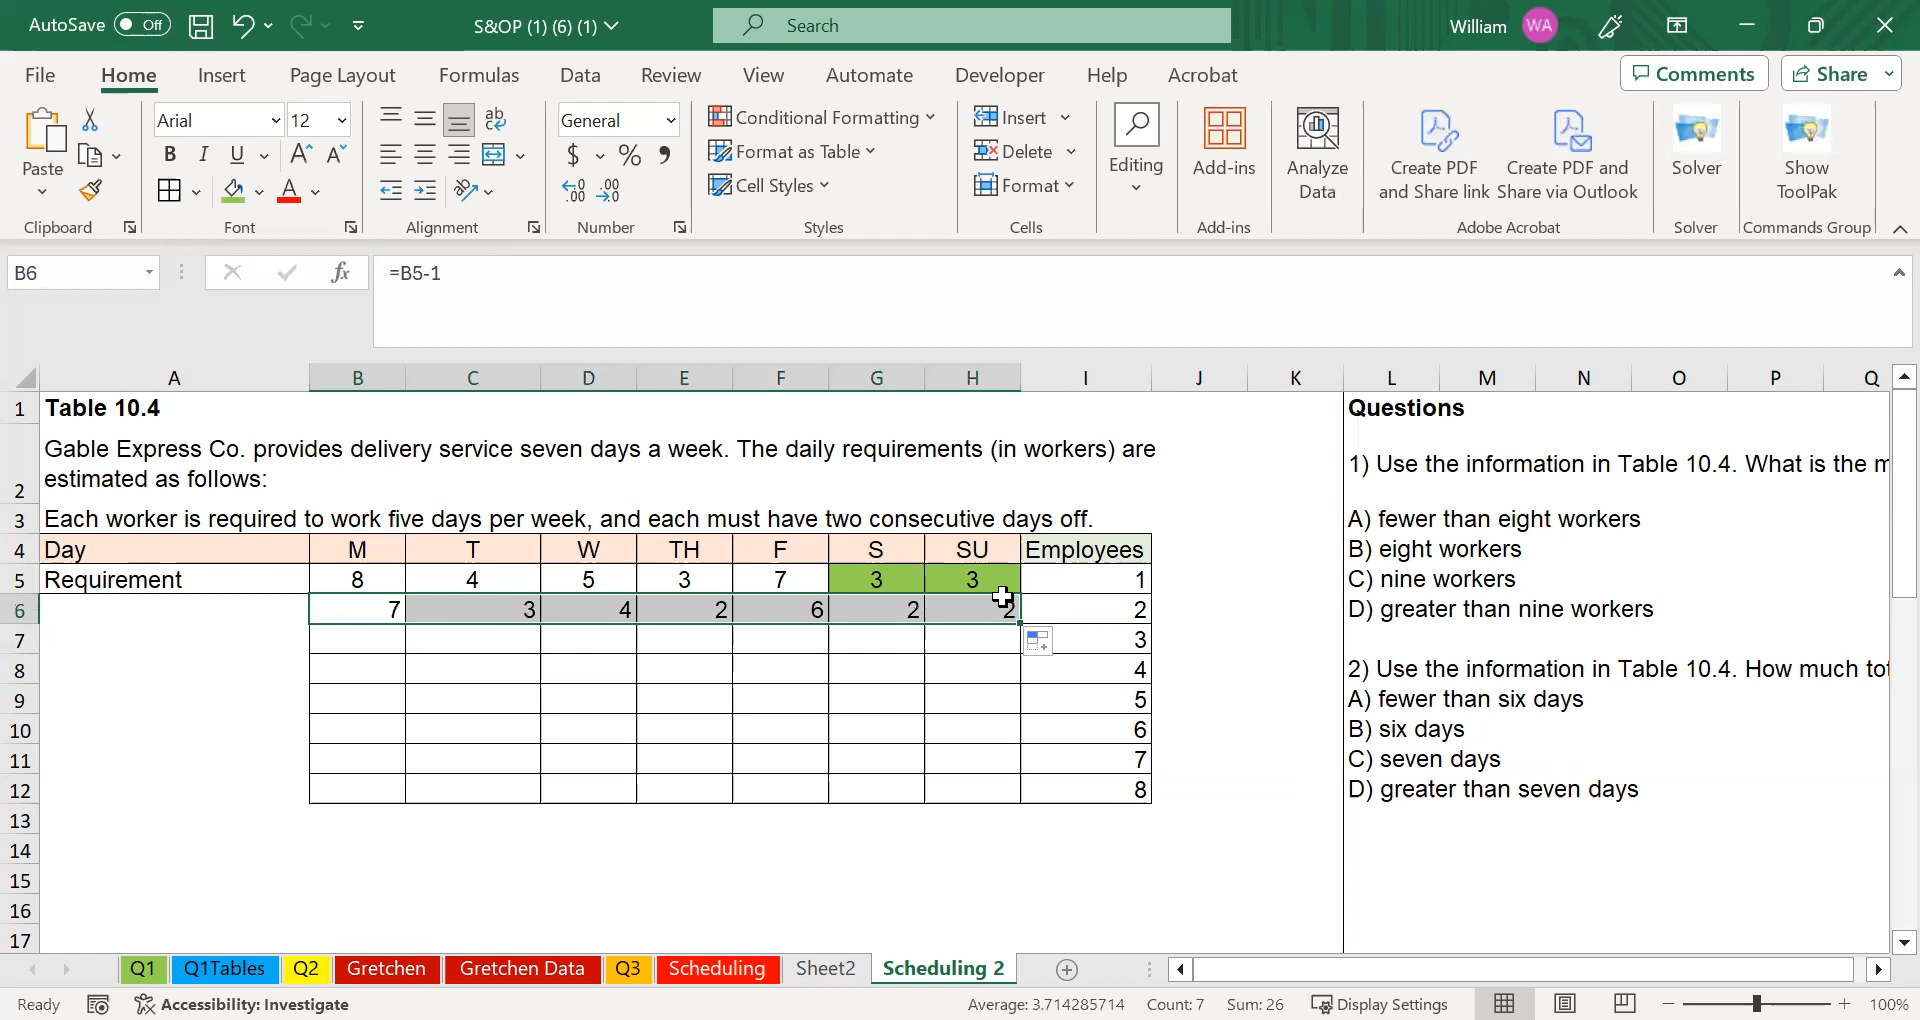 AutoSave Off S&OP (1) (6) (1) Search William WA
File Home Insert Page Layout Formulas Data Review View Automate Developer Help Acrobat Comments Share
Paste
Clipboard
Arial 12
B I U A A
A
Font
ab
Alignment
General
$ % 9
.00 .00
Number
Conditional Formatting
Format as Table
Cell Styles
Styles
Insert
Delete
Format
Cells
Editing
Add-ins
Add-ins
Analyze
Data
Create PDF
and Share link
Create PDF and
Share via Outlook
Adobe Acrobat
Solver
Solver
Show
ToolPak
Commands Group
B6 fx =B5-1
A B C D E F G H I J K L M N O P Q
1 Table 10.4 Questions
Gable Express Co. provides delivery service seven days a week. The daily requirements (in workers) are
2 estimated as follows: 1) Use the information in Table 10.4. What is the m
3 Each worker is required to work five days per week, and each must have two consecutive days off. A) fewer than eight workers
4 Day M T W TH F S SU Employees B) eight workers
5 Requirement 8 4 5 3 7 3 3 1 C) nine workers
6 7 3 4 2 6 2 2 2 D) greater than nine workers
7 3
8 4 2) Use the information in Table 10.4. How much tot
9 5 A) fewer than six days
10 6 B) six days
11 7 C) seven days
12 8 D) greater than seven days
13
14
15
16
17
Q1 Q1Tables Q2 Gretchen Gretchen Data Q3 Scheduling Sheet2 Scheduling 2
Ready Accessibility: Investigate Average: 3.714285714 Count: 7 Sum: 26 Display Settings 100%